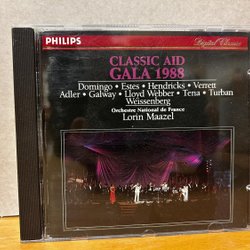 PHILIPS
Digital Classics
CLASSIC AID
GALA 1988
Domingo • Estes • Hendricks • Verrett
Adler • Galway • Lloyd Webber • Tena • Turban
Weissenberg
Orchestre National de France
Lorin Maazel